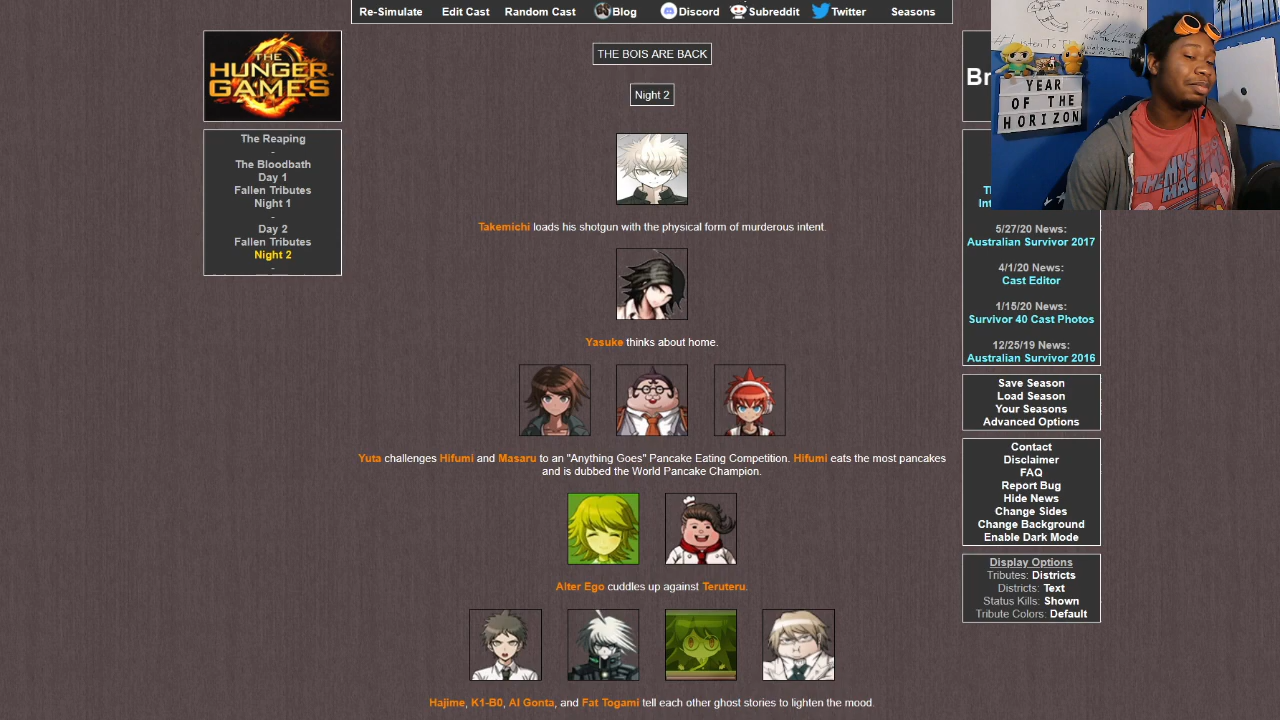 Re-Simulate Edit Cast Random Cast Blog Discord Subreddit Twitter Seasons
THE HUNGER GAMES
The Reaping
-
The Bloodbath
Day 1
Fallen Tributes
Night 1
-
Day 2
Fallen Tributes
Night 2
-
THE BOIS ARE BACK
Night 2
Takemichi loads his shotgun with the physical form of murderous intent.
Yasuke thinks about home.
Yuta challenges Hifumi and Masaru to an "Anything Goes" Pancake Eating Competition. Hifumi eats the most pancakes
and is dubbed the World Pancake Champion.
Alter Ego cuddles up against Teruteru.
Hajime, K1-B0, AI Gonta, and Fat Togami tell each other ghost stories to lighten the mood.
YEAR
OF THE
HORIZON
5/27/20 News:
Australian Survivor 2017
4/1/20 News:
Cast Editor
1/15/20 News:
Survivor 40 Cast Photos
12/25/19 News:
Australian Survivor 2016
Save Season
Load Season
Your Seasons
Advanced Options
Contact
Disclaimer
FAQ
Report Bug
Hide News
Change Sides
Change Background
Enable Dark Mode
Display Options
Tributes: Districts
Districts: Text
Status Kills: Shown
Tribute Colors: Default